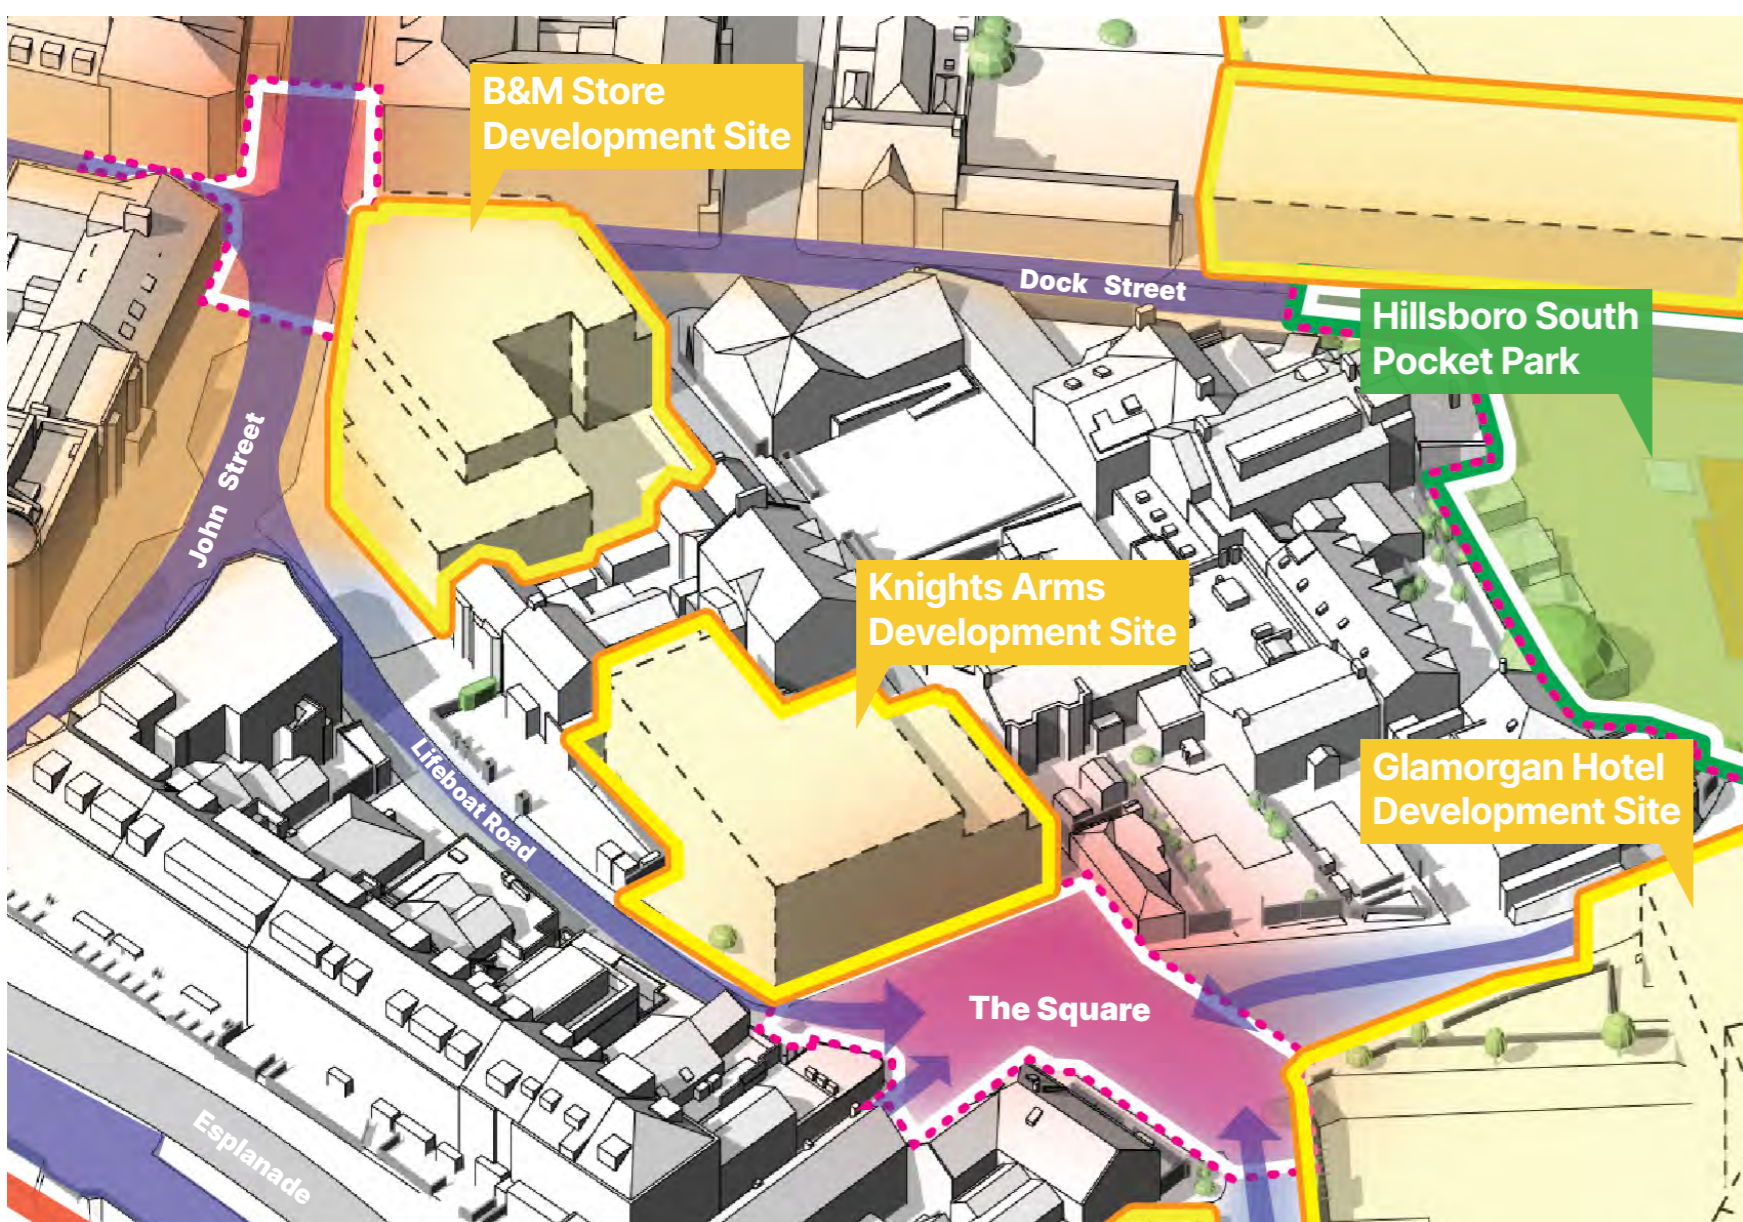 B&M Store
Development Site
Dock Street
Hillsboro South
Pocket Park
John Street
Knights Arms
Development Site
Lifeboat Road
Glamorgan Hotel
Development Site
The Square
Esplanade